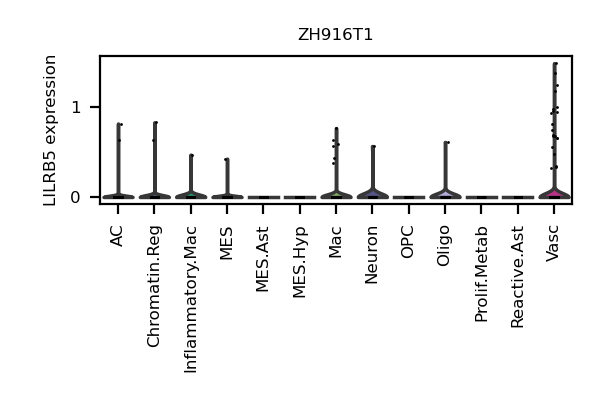 ZH916T1
LILRB5 expression
1
0
AC
Chromatin.Reg
Inflammatory.Mac
MES
MES.Ast
MES.Hyp
Mac
Neuron
OPC
Oligo
Prolif.Metab
Reactive.Ast
Vasc